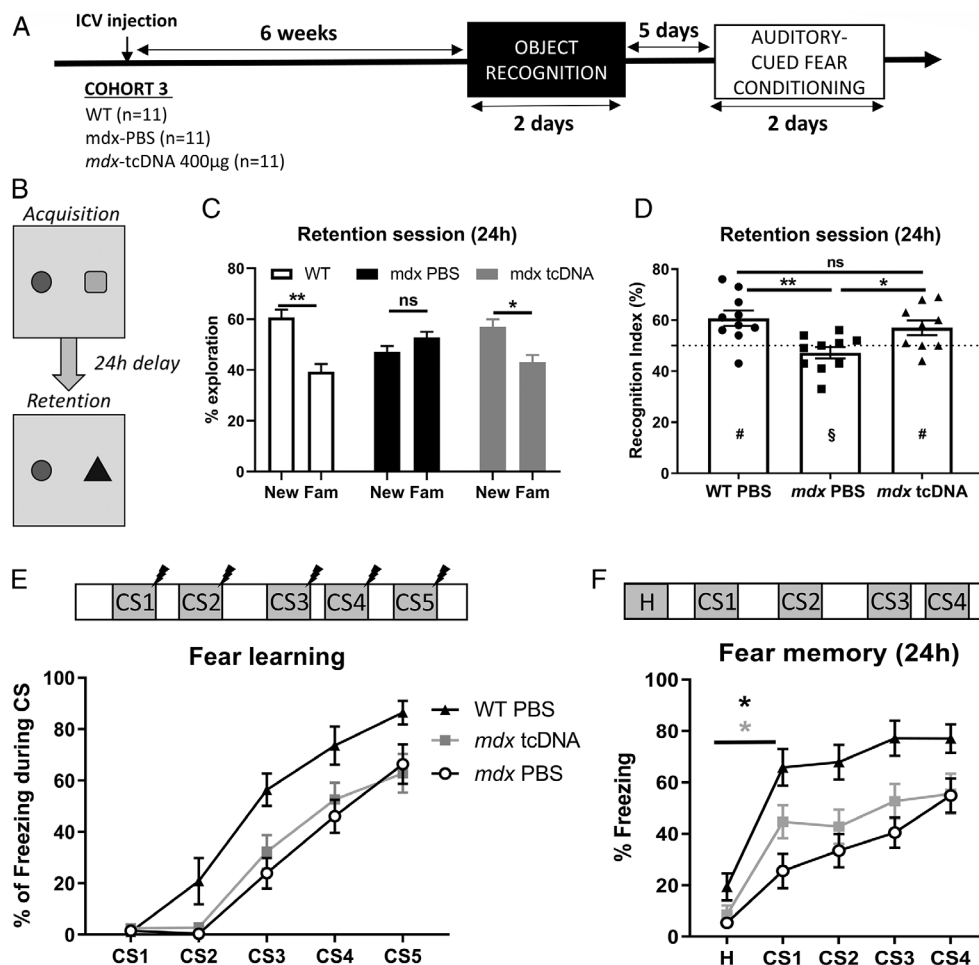 A
ICV injection
6 weeks
OBJECT
RECOGNITION
5 days
AUDITORY-
CUED FEAR
CONDITIONING
2 days
2 days
COHORT 3
WT (n=11)
mdx-PBS (n=11)
mdx-tcDNA 400µg (n=11)
B
Acquisition
24h delay
Retention
C
Retention session (24h)
WT
mdx PBS
mdx tcDNA
80
60
40
20
0
% exploration
**
ns
*
New Fam
New Fam
New Fam
D
Retention session (24h)
Recognition Index (%)
80
60
40
20
0
ns
**
*
#
§
#
WT PBS
mdx PBS
mdx tcDNA
E
CS1
CS2
CS3
CS4
CS5
Fear learning
% of Freezing during CS
100
80
60
40
20
0
CS1
CS2
CS3
CS4
CS5
WT PBS
mdx tcDNA
mdx PBS
F
H
CS1
CS2
CS3
CS4
Fear memory (24h)
% Freezing
100
80
60
40
20
0
*
*
H
CS1
CS2
CS3
CS4